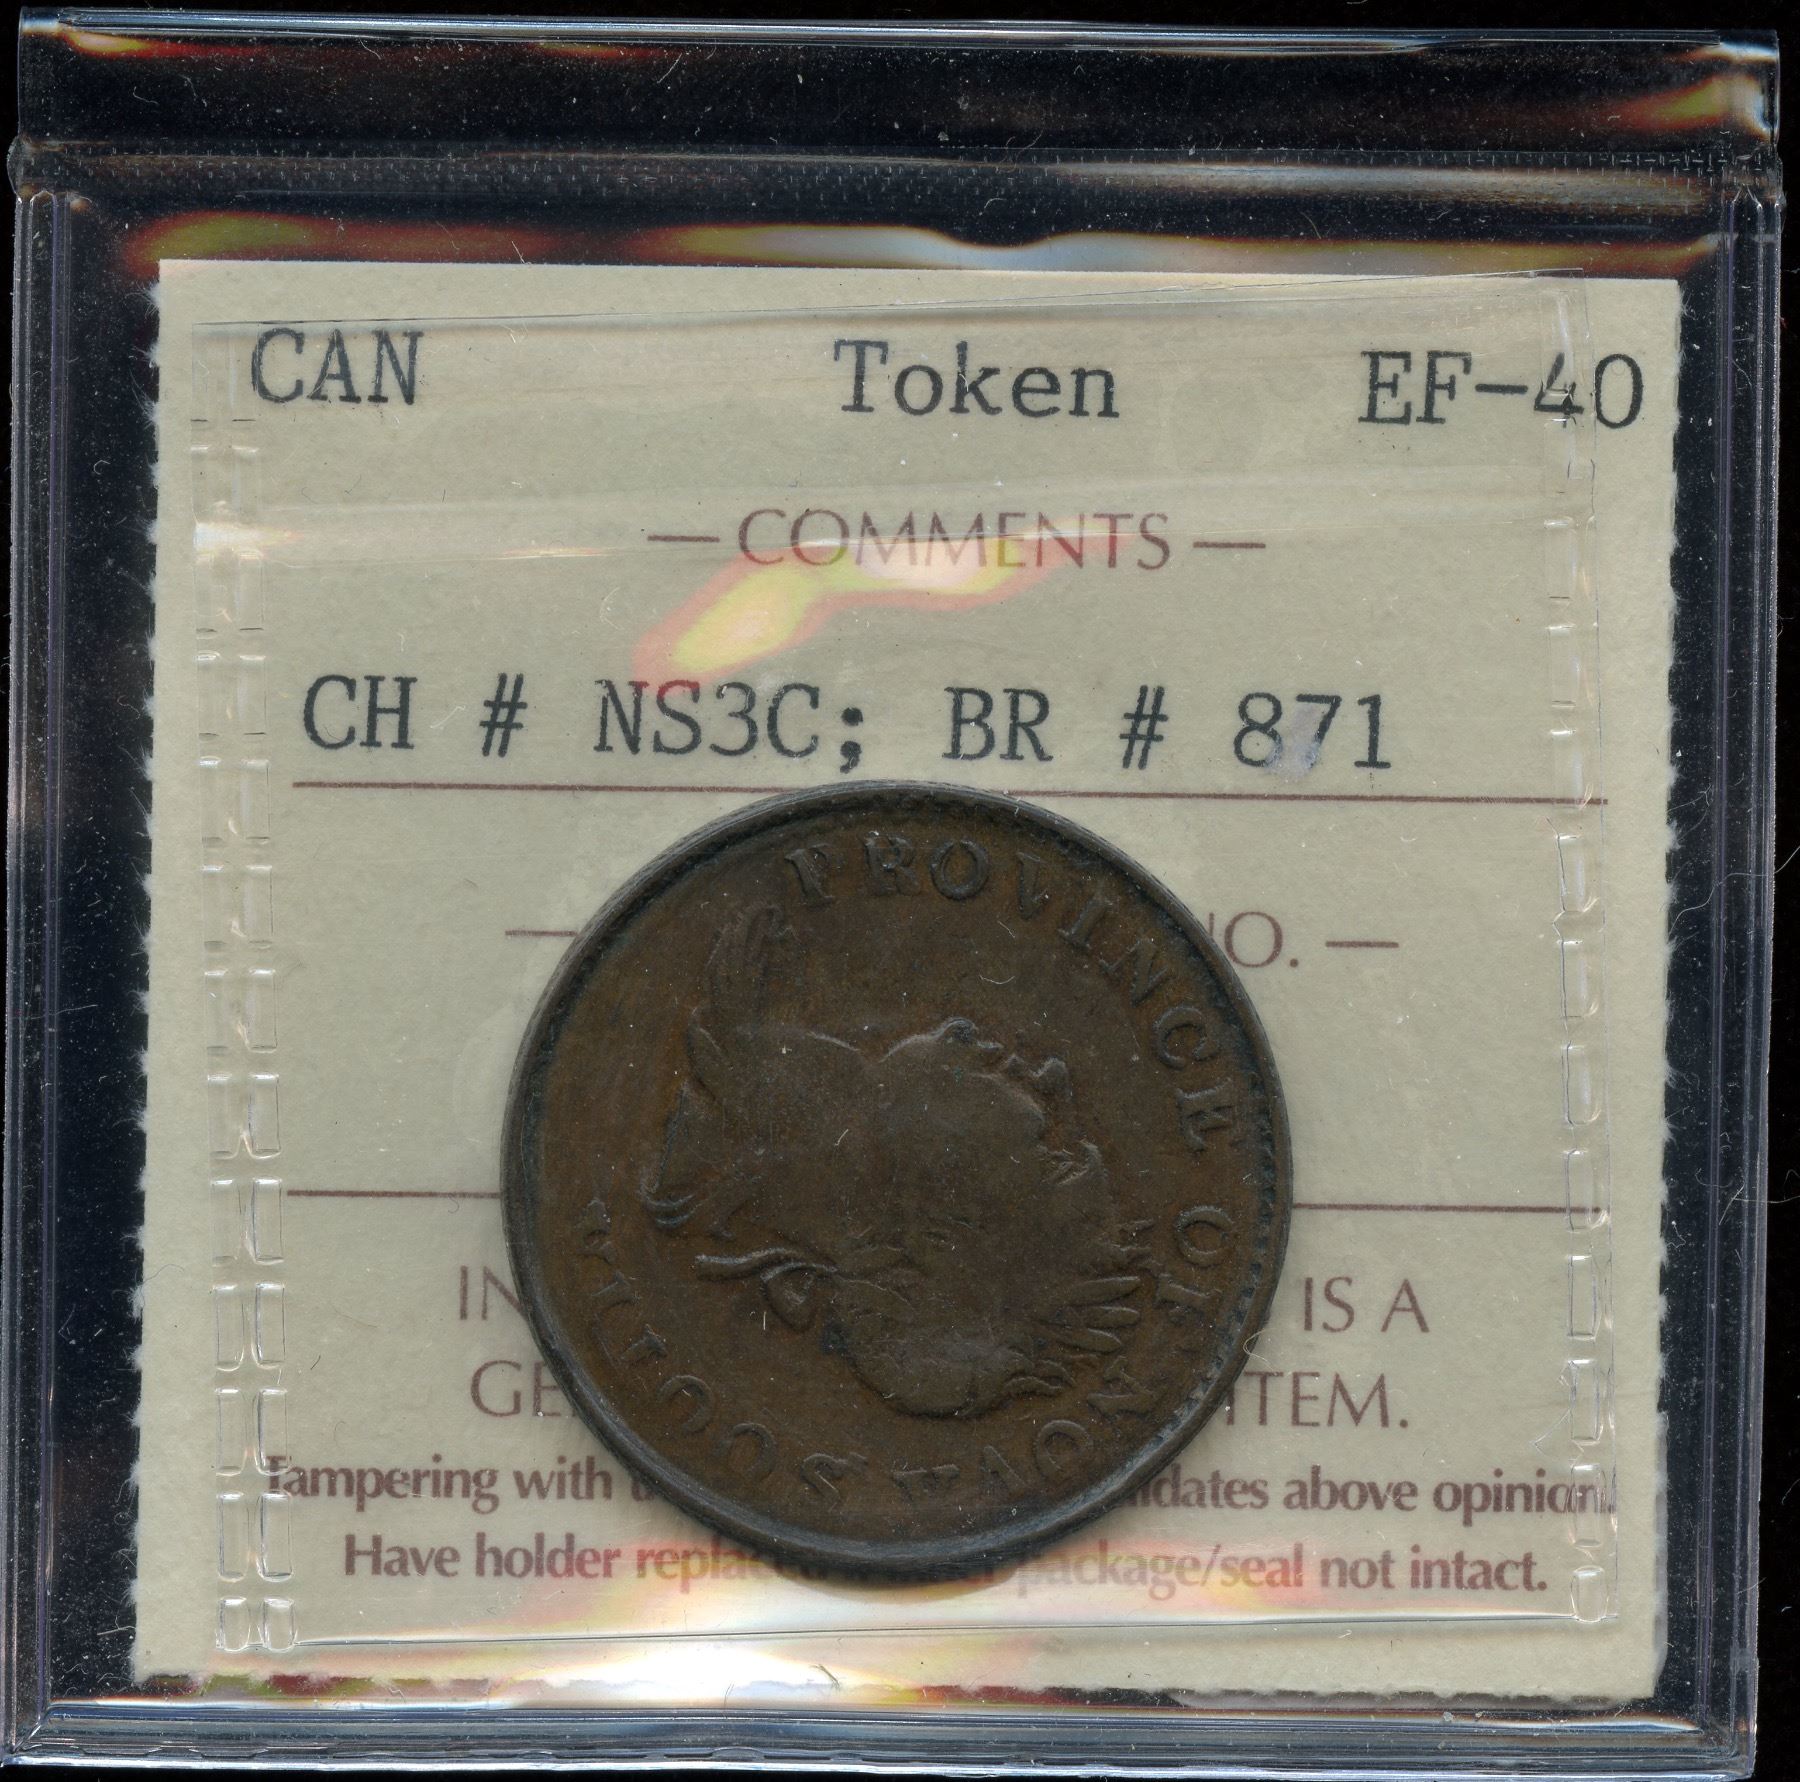 CAN Token EF-40
— COMMENTS —
CH # NS3C; BR # 871
PROVINCE OF NOVA SCOTIA
IS A
ITEM.
Tampering with above opinion.
Have holder package/seal not intact.